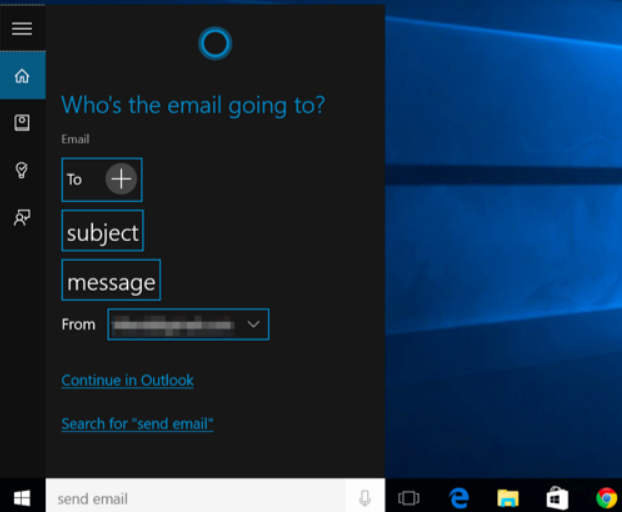 Who's the email going to?
Email
To
subject
message
From
Continue in Outlook
Search for "send email"
send email